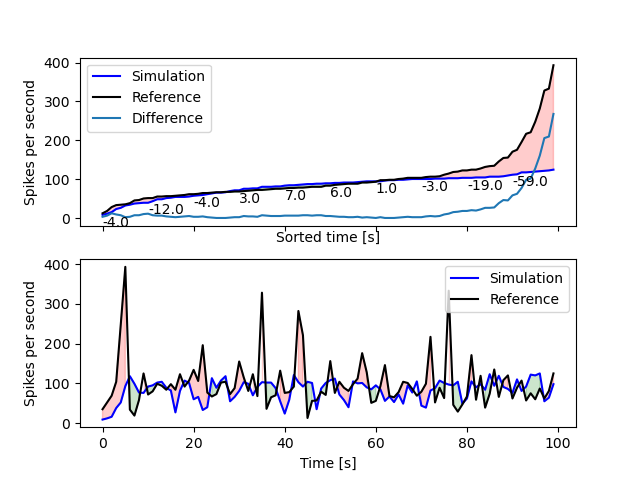 400
300
200
100
0
Spikes per second
Simulation
Reference
Difference
-4.0
-12.0
-4.0
3.0
7.0
6.0
1.0
-3.0
-19.0
-59.0
Sorted time [s]
400
300
200
100
0
Spikes per second
Simulation
Reference
0 20 40 60 80 100
Time [s]